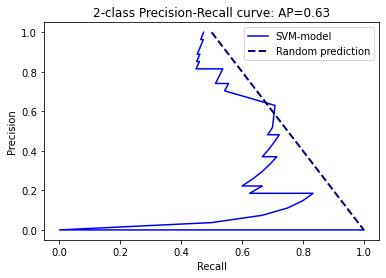 2-class Precision-Recall curve: AP=0.63
SVM-model
Random prediction
Precision
1.0
0.8
0.6
0.4
0.2
0.0
0.0 0.2 0.4 0.6 0.8 1.0
Recall